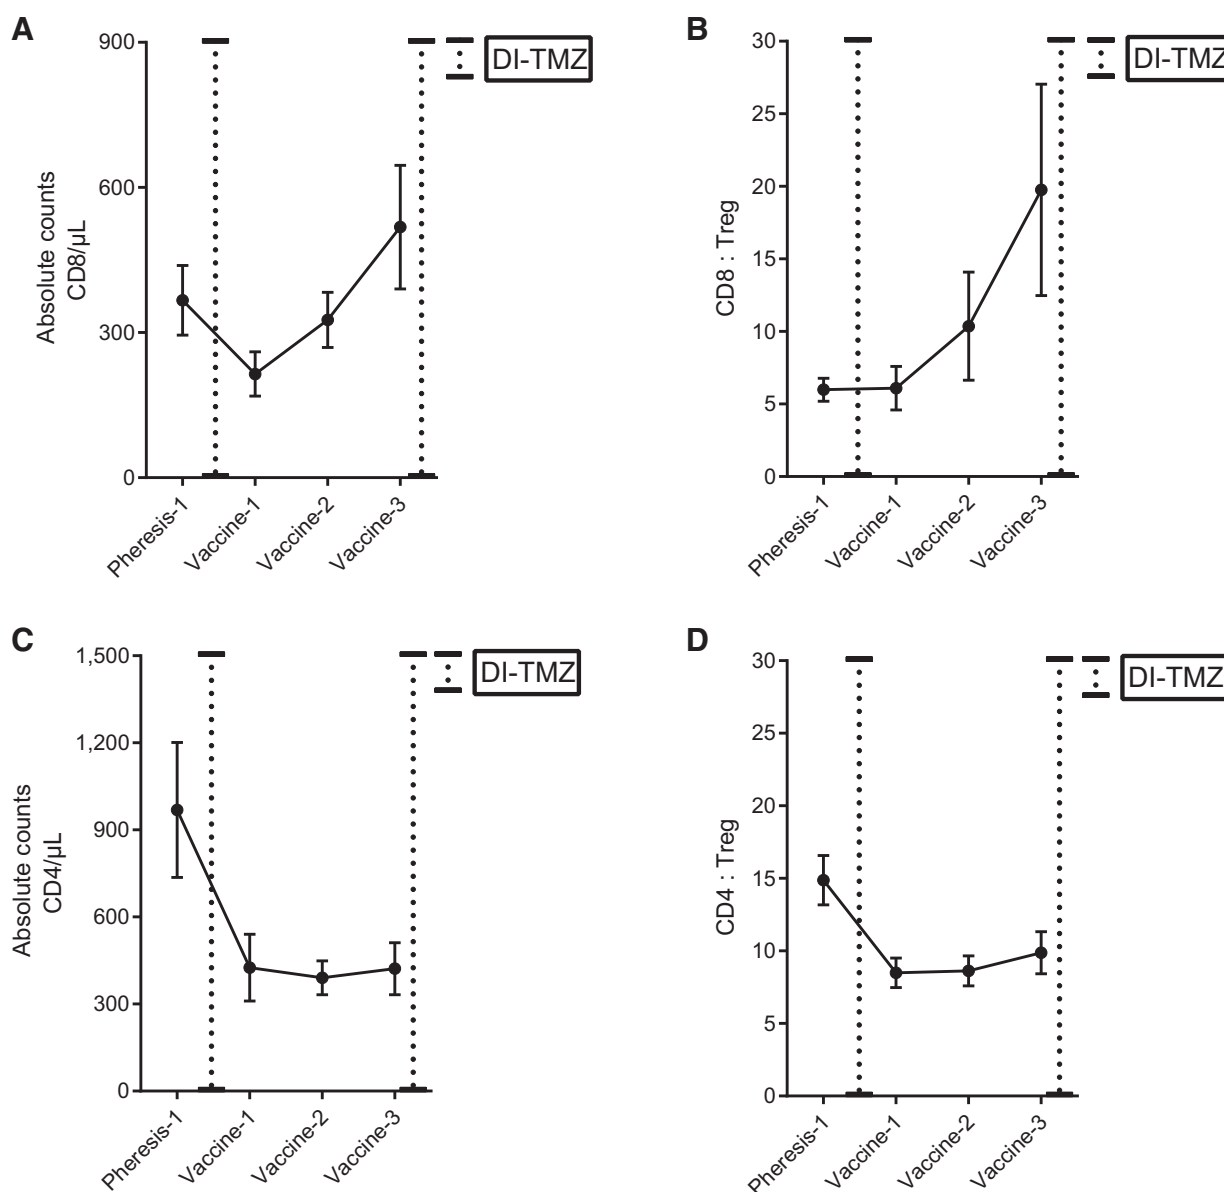 A
900
600
300
0
Absolute counts
CD8/μL
Pheresis-1
Vaccine-1
Vaccine-2
Vaccine-3
DI-TMZ
B
30
25
20
15
10
5
0
CD8 : Treg
Pheresis-1
Vaccine-1
Vaccine-2
Vaccine-3
DI-TMZ
C
1,500
1,200
900
600
300
0
Absolute counts
CD4/μL
Pheresis-1
Vaccine-1
Vaccine-2
Vaccine-3
DI-TMZ
D
30
25
20
15
10
5
0
CD4 : Treg
Pheresis-1
Vaccine-1
Vaccine-2
Vaccine-3
DI-TMZ